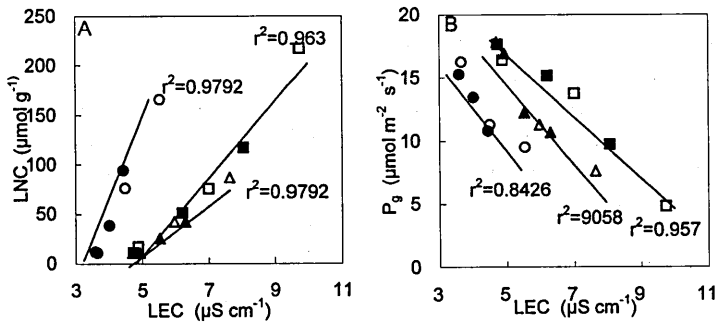 A
LNC (µmol g⁻¹)
250
200
150
100
50
0
r²=0.963
r²=0.9792
r²=0.9792
3 5 7 9 11
LEC (µS cm⁻¹)
B
Pg (µmol m⁻² s⁻¹)
20
15
10
5
0
r²=0.8426
r²=9058
r²=0.957
3 5 7 9 11
LEC (µS cm⁻¹)